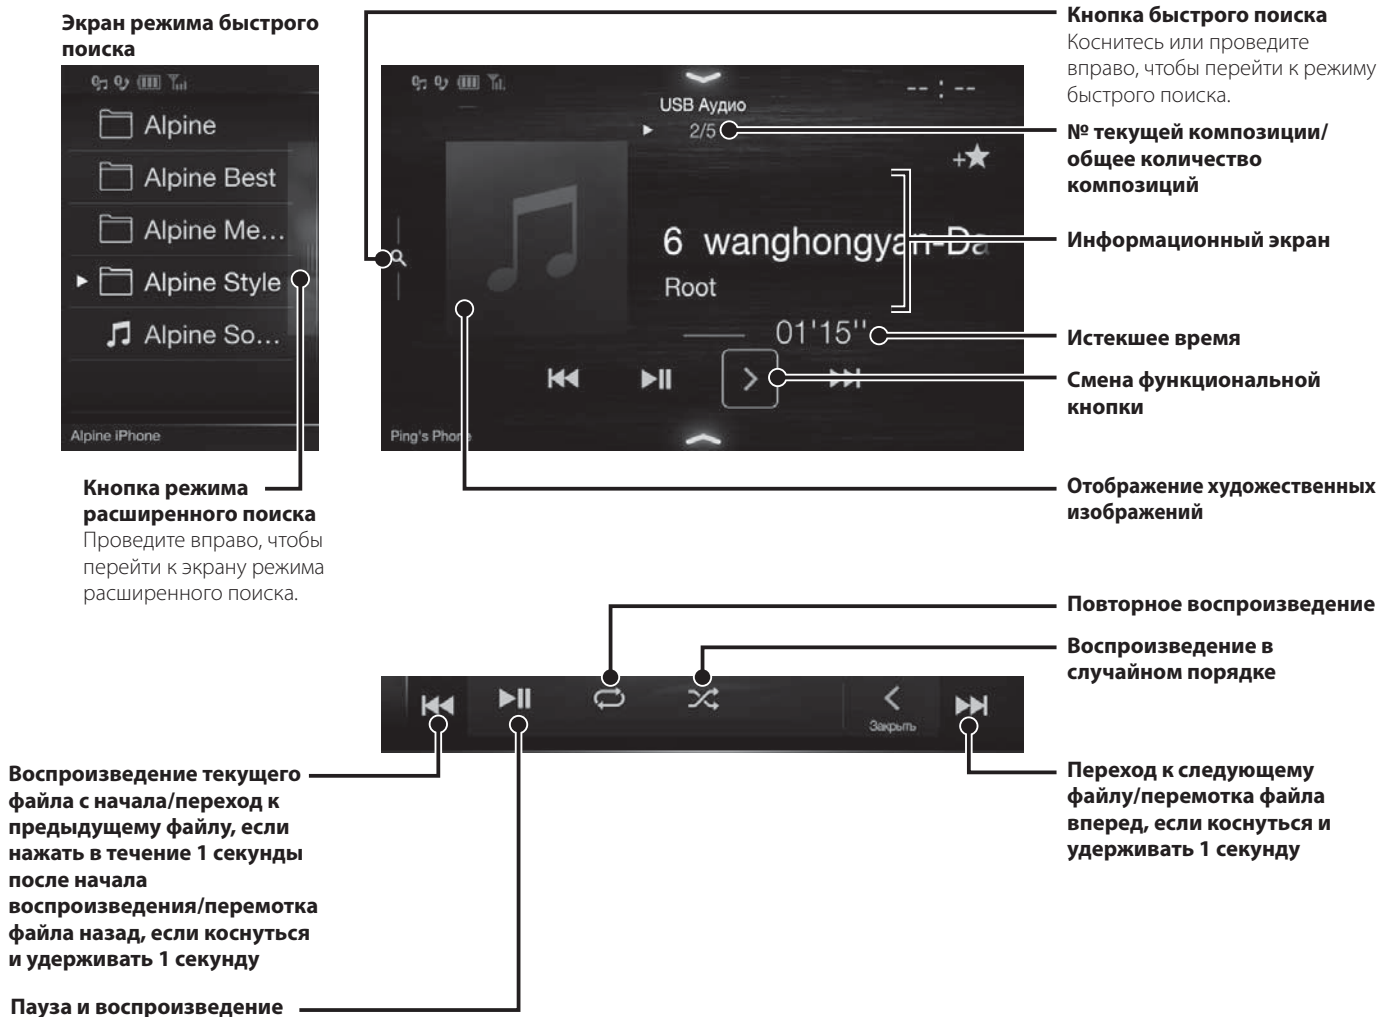 Экран режима быстрого
поиска
Alpine
Alpine Best
Alpine Me...
Alpine Style
Alpine So...
Alpine iPhone
Кнопка режима
расширенного поиска
Проведите вправо, чтобы
перейти к экрану режима
расширенного поиска.
-- : --
USB Аудио
2/5
6 wanghongyan-Da
Root
01'15''
Ping's Phone
Кнопка быстрого поиска
Коснитесь или проведите
вправо, чтобы перейти к режиму
быстрого поиска.
№ текущей композиции/
общее количество
композиций
Информационный экран
Истекшее время
Смена функциональной
кнопки
Отображение художественных
изображений
Повторное воспроизведение
Воспроизведение в
случайном порядке
Закрыть
Воспроизведение текущего
файла с начала/переход к
предыдущему файлу, если
нажать в течение 1 секунды
после начала
воспроизведения/перемотка
файла назад, если коснуться
и удерживать 1 секунду
Пауза и воспроизведение
Переход к следующему
файлу/перемотка файла
вперед, если коснуться и
удерживать 1 секунду